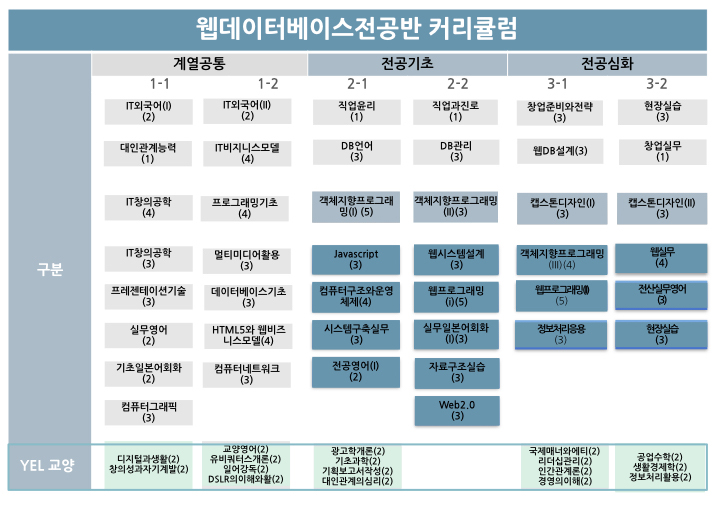 웹데이터베이스전공반 커리큘럼
계열공통 전공기초 전공심화
1-1 1-2 2-1 2-2 3-1 3-2
구분
IT외국어(I)
(2)
IT외국어(II)
(2)
직업윤리
(1)
직업과진로
(1)
창업준비와전략
(3)
현장실습
(3)
대인관계능력
(1)
IT비지니스모델
(4)
DB언어
(3)
DB관리
(3)
웹DB설계(3)
창업실무
(1)
IT창의공학
(4)
프로그래밍기초
(4)
객체지향프로그래
밍(I) (5)
객체지향프로그래밍
(II)(3)
캡스톤디자인(I)
(3)
캡스톤디자인(II)
(3)
IT창의공학
(3)
멀티미디어활용
(3)
Javascript
(3)
웹시스템설계
(3)
객체지향프로그래밍
(III)(4)
웹실무
(4)
프레젠테이션기술
(3)
데이터베이스기초
(3)
컴퓨터구조와운영
체제(4)
웹프로그래밍
(i)(5)
웹프로그래밍(II)
(5)
전산실무영어
(3)
실무영어
(2)
HTML5와 웹비즈
니스모델(4)
시스템구축실무
(3)
실무일본어회화
(I)(3)
정보처리응용
(3)
현장실습
(3)
기초일본어회화
(2)
컴퓨터네트워크
(3)
전공영어(I)
(2)
자료구조실습
(3)
컴퓨터그래픽
(3)
Web2.0
(3)
YEL 교양
디지털과생활(2)
창의성과자기계발(2)
교양영어(2)
유비쿼터스개론(2)
일어강독(2)
DSLR의이해와활(2)
광고학개론(2)
기초과학(2)
기획보고서작성(2)
대인관계의심리(2)
국제매너와에티(2)
리더십관리(2)
인간관계론(2)
경영의이해(2)
공업수학(2)
생활경제학(2)
정보처리활용(2)